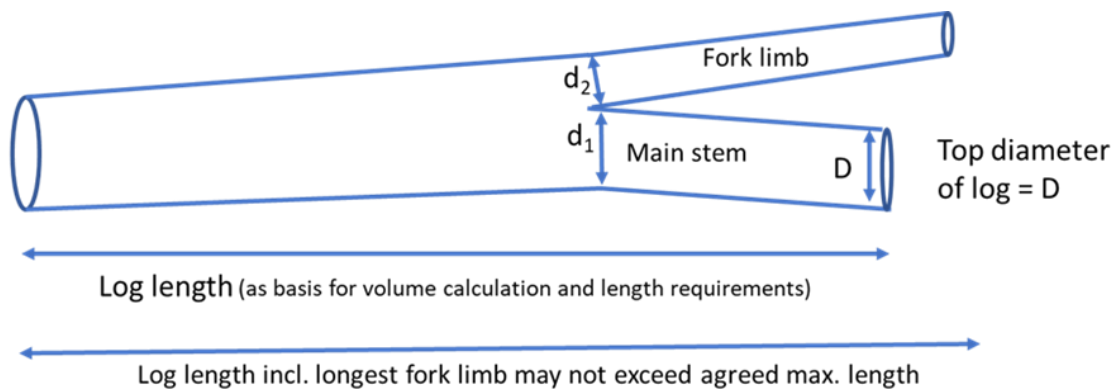 Fork limb
d2
d1
Main stem
D
Top diameter
of log = D
Log length (as basis for volume calculation and length requirements)
Log length incl. longest fork limb may not exceed agreed max. length